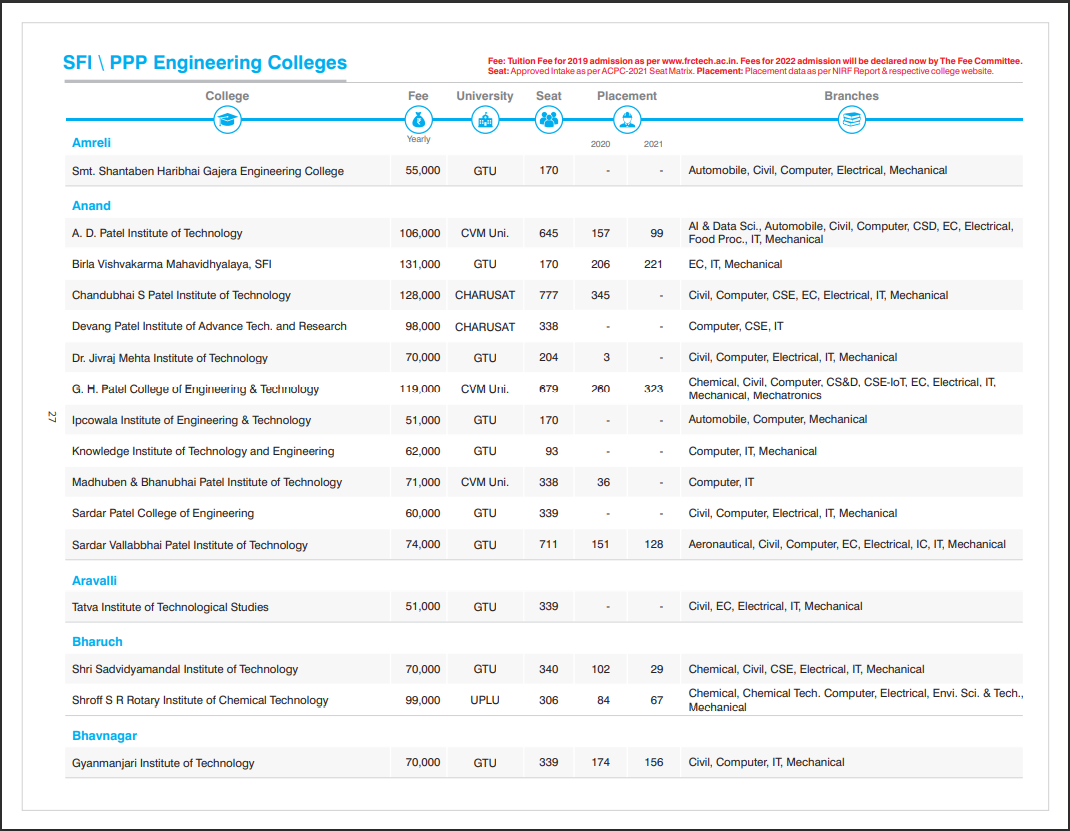 SFI \ PPP Engineering Colleges
Fee: Tuition Fee for 2019 admission as per www.frctech.ac.in. Fees for 2022 admission will be declared now by The Fee Committee.
Seat: Approved Intake as per ACPC-2021 Seat Matrix. Placement: Placement data as per NIRF Report & respective college website.
College Fee University Seat Placement Branches
Yearly
Amreli 2020 2021
Smt. Shantaben Haribhai Gajera Engineering College 55,000 GTU 170 - - Automobile, Civil, Computer, Electrical, Mechanical
Anand
A. D. Patel Institute of Technology 106,000 CVM Uni. 645 157 99 AI & Data Sci., Automobile, Civil, Computer, CSD, EC, Electrical,
Food Proc., IT, Mechanical
Birla Vishvakarma Mahavidhyalaya, SFI 131,000 GTU 170 206 221 EC, IT, Mechanical
Chandubhai S Patel Institute of Technology 128,000 CHARUSAT 777 345 - Civil, Computer, CSE, EC, Electrical, IT, Mechanical
Devang Patel Institute of Advance Tech. and Research 98,000 CHARUSAT 338 - - Computer, CSE, IT
Dr. Jivraj Mehta Institute of Technology 70,000 GTU 204 3 - Civil, Computer, Electrical, IT, Mechanical
G. H. Patel College of Engineering & Technology 119,000 CVM Uni. 679 260 323 Chemical, Civil, Computer, CS&D, CSE-IoT, EC, Electrical, IT,
Mechanical, Mechatronics
27
Ipcowala Institute of Engineering & Technology 51,000 GTU 170 - - Automobile, Computer, Mechanical
Knowledge Institute of Technology and Engineering 62,000 GTU 93 - - Computer, IT, Mechanical
Madhuben & Bhanubhai Patel Institute of Technology 71,000 CVM Uni. 338 36 - Computer, IT
Sardar Patel College of Engineering 60,000 GTU 339 - - Civil, Computer, Electrical, IT, Mechanical
Sardar Vallabbhai Patel Institute of Technology 74,000 GTU 711 151 128 Aeronautical, Civil, Computer, EC, Electrical, IC, IT, Mechanical
Aravalli
Tatva Institute of Technological Studies 51,000 GTU 339 - - Civil, EC, Electrical, IT, Mechanical
Bharuch
Shri Sadvidyamandal Institute of Technology 70,000 GTU 340 102 29 Chemical, Civil, CSE, Electrical, IT, Mechanical
Shroff S R Rotary Institute of Chemical Technology 99,000 UPLU 306 84 67 Chemical, Chemical Tech. Computer, Electrical, Envi. Sci. & Tech.,
Mechanical
Bhavnagar
Gyanmanjari Institute of Technology 70,000 GTU 339 174 156 Civil, Computer, IT, Mechanical